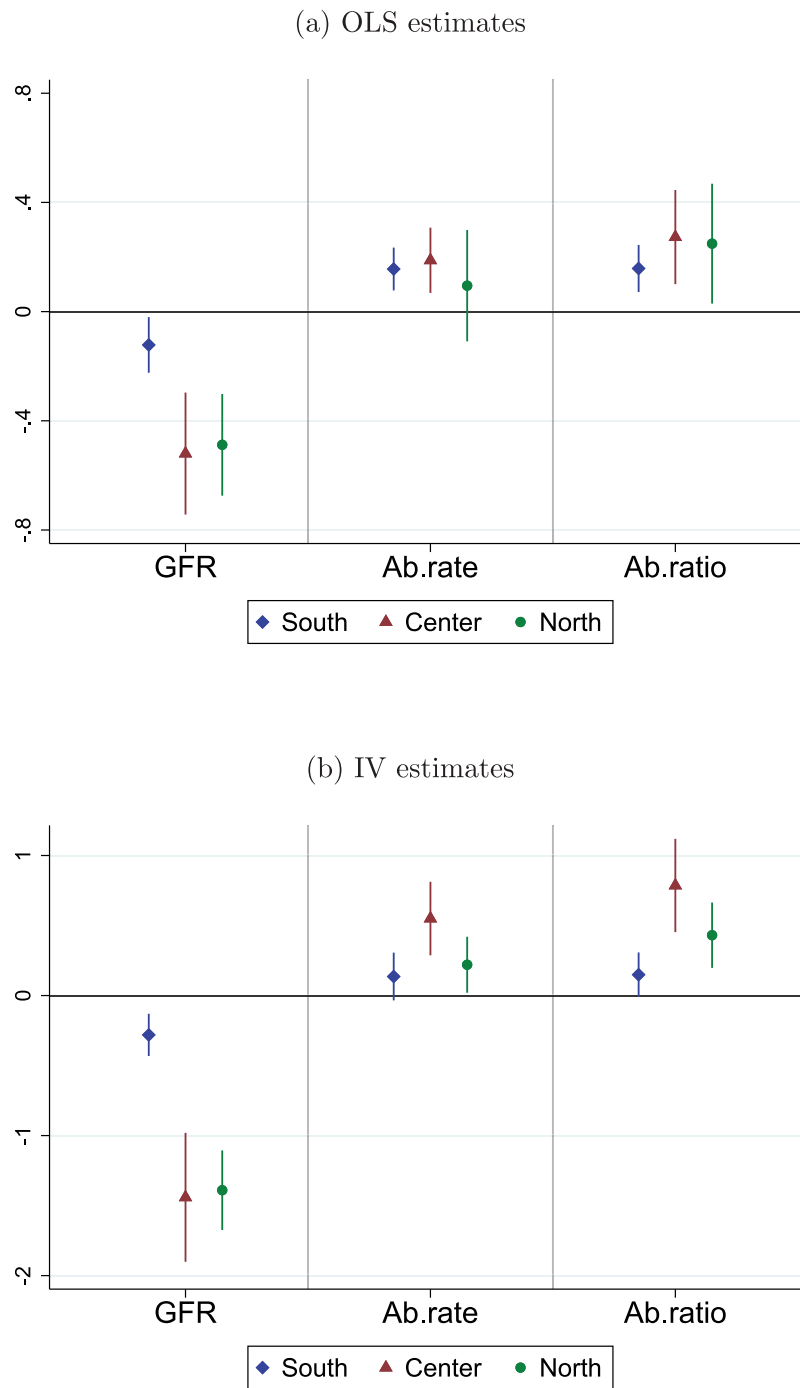 (a) OLS estimates
.8
.4
0
-.4
-.8
GFR Ab.rate Ab.ratio
South Center North
(b) IV estimates
1
0
-1
-2
GFR Ab.rate Ab.ratio
South Center North